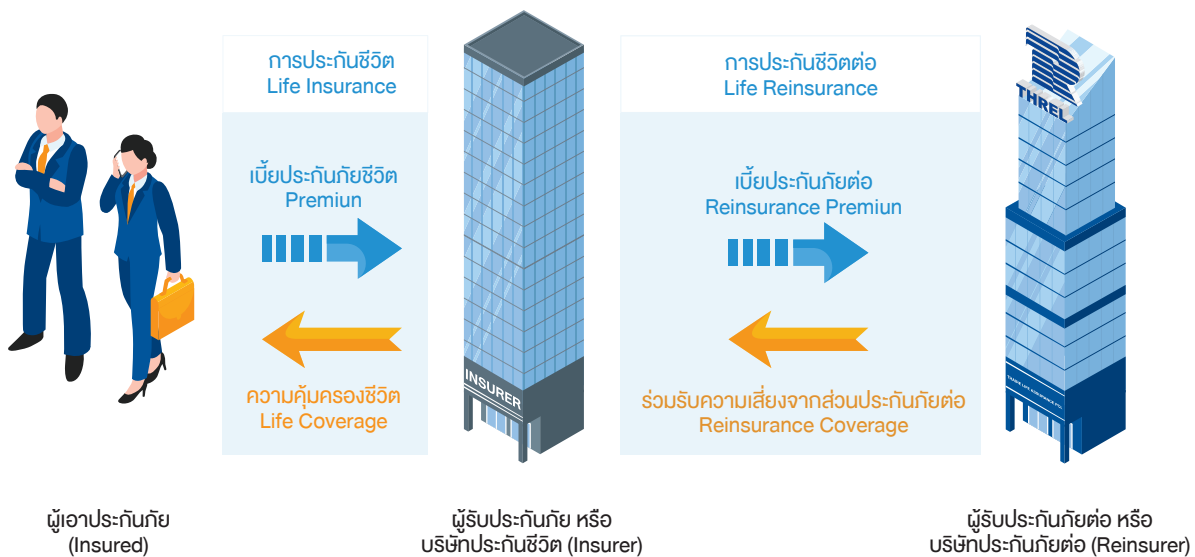 การประกันชีวิต
Life Insurance
เบี้ยประกันภัยชีวิต
Premiun
ความคุ้มครองชีวิต
Life Coverage
INSURER
การประกันชีวิตต่อ
Life Reinsurance
เบี้ยประกันภัยต่อ
Reinsurance Premiun
ร่วมรับความเสี่ยงจากส่วนประกันภัยต่อ
Reinsurance Coverage
THREL
ผู้เอาประกันภัย
(Insured)
ผู้รับประกันภัย หรือ
บริษัทประกันชีวิต (Insurer)
ผู้รับประกันภัยต่อ หรือ
บริษัทประกันภัยต่อ (Reinsurer)